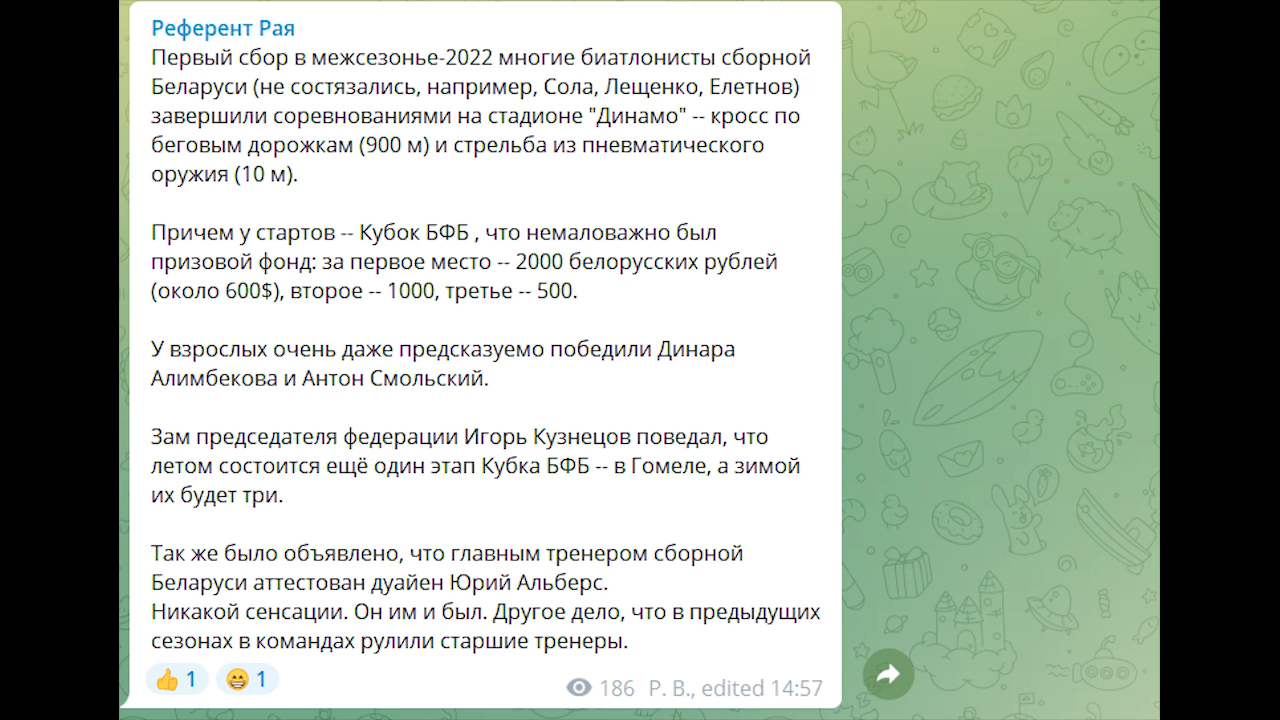 Референт Рая
Первый сбор в межсезонье-2022 многие биатлонисты сборной
Беларуси (не состязались, например, Сола, Лещенко, Елетнов)
завершили соревнованиями на стадионе "Динамо" -- кросс по
беговым дорожкам (900 м) и стрельба из пневматического
оружия (10 м).
Причем у стартов -- Кубок БФБ , что немаловажно был
призовой фонд: за первое место -- 2000 белорусских рублей
(около 600$), второе -- 1000, третье -- 500.
У взрослых очень даже предсказуемо победили Динара
Алимбекова и Антон Смольский.
Зам председателя федерации Игорь Кузнецов поведал, что
летом состоится ещё один этап Кубка БФБ -- в Гомеле, а зимой
их будет три.
Так же было объявлено, что главным тренером сборной
Беларуси аттестован дуайен Юрий Альберс.
Никакой сенсации. Он им и был. Другое дело, что в предыдущих
сезонах в командах рулили старшие тренеры.
👍 1 😁 1
186 Р. В., edited 14:57